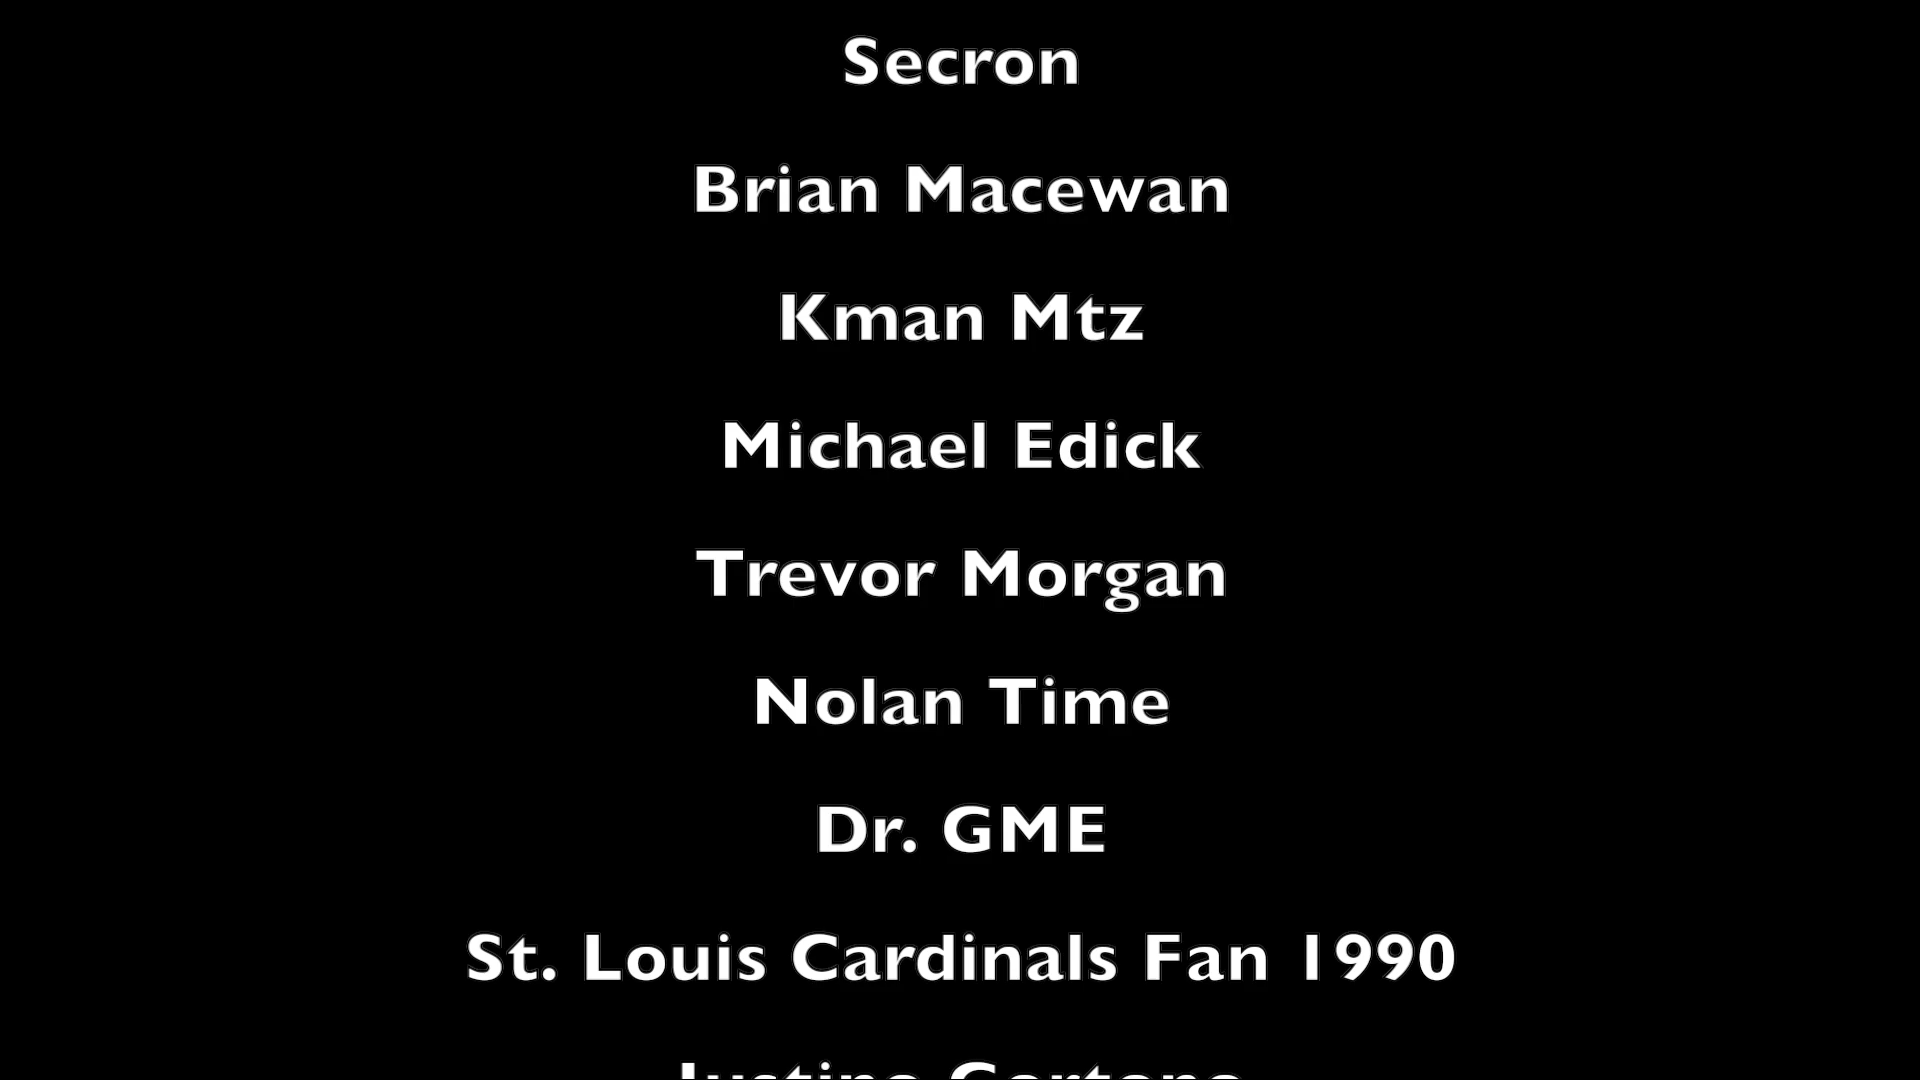 Secron
Brian Macewan
Kman Mtz
Michael Edick
Trevor Morgan
Nolan Time
Dr. GME
St. Louis Cardinals Fan 1990